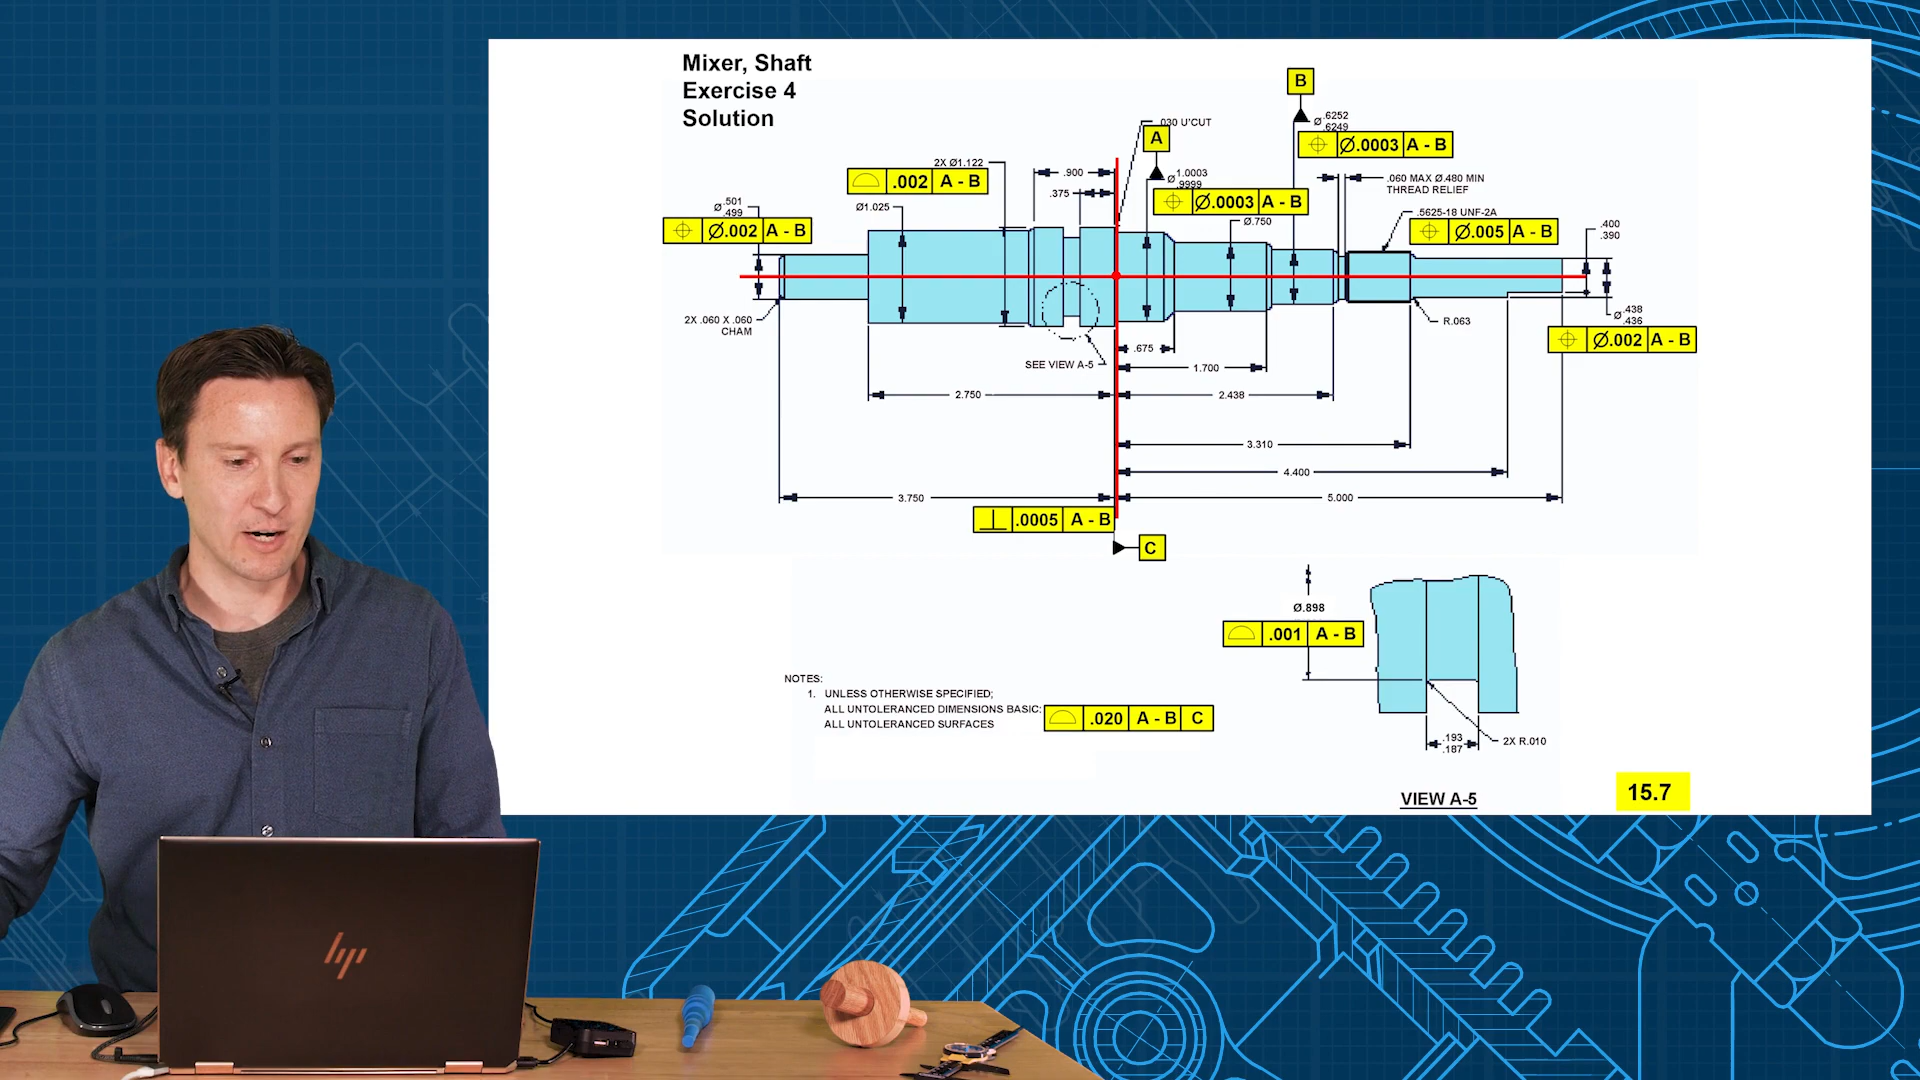 Mixer, Shaft
Exercise 4
Solution
B
.030 U'CUT
Ø .6252
.6249
A
Ø.0003 A - B
2X Ø1.122
.900
Ø 1.0003
.9999
.060 MAX Ø.480 MIN
THREAD RELIEF
.002 A - B
.375
Ø.0003 A - B
Ø .501
.499
Ø1.025
Ø.750
.5625-18 UNF-2A
Ø.002 A - B
Ø.005 A - B
.400
.390
2X .060 X .060
CHAM
R.063
Ø .438
.436
Ø.002 A - B
.675
SEE VIEW A-5
1.700
2.750
2.438
3.310
4.400
3.750
5.000
.0005 A - B
C
Ø.898
.001 A - B
NOTES:
1. UNLESS OTHERWISE SPECIFIED;
ALL UNTOLERANCED DIMENSIONS BASIC:
ALL UNTOLERANCED SURFACES
.020 A - B C
.193
.187
2X R.010
VIEW A-5
15.7
hp